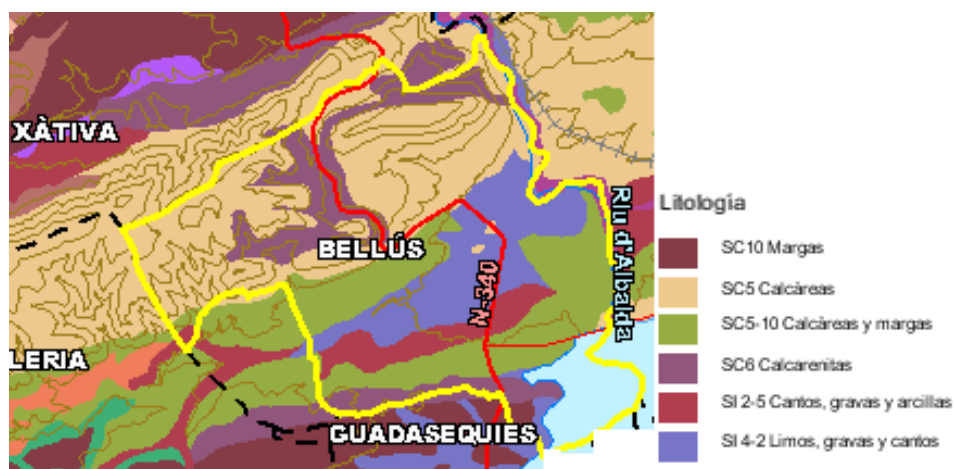 XÀTIVA
BELLÚS
LERIA
GUADASEQUIES
N-340
Riu d'Albaida
Litología
SC10 Margas
SC5 Calcáreas
SC5-10 Calcáreas y margas
SC6 Calcarenitas
SI 2-5 Cantos, gravas y arcillas
SI 4-2 Limos, gravas y cantos